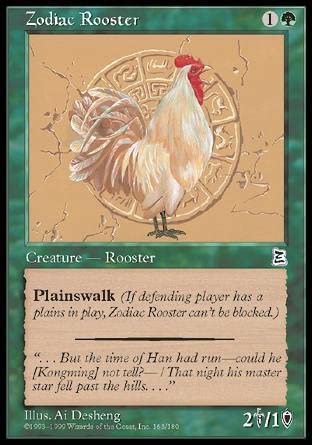 Zodiac Rooster 1
Creature — Rooster
Plainswalk (If defending player has a
plains in play, Zodiac Rooster can't be blocked.)
“. . . But the time of Han had run—could he
[Kongming] not tell?— / That night his master
star fell past the hills. . . .”
Illus. Ai Desheng
©1993–1999 Wizards of the Coast, Inc. 163/180
2/1